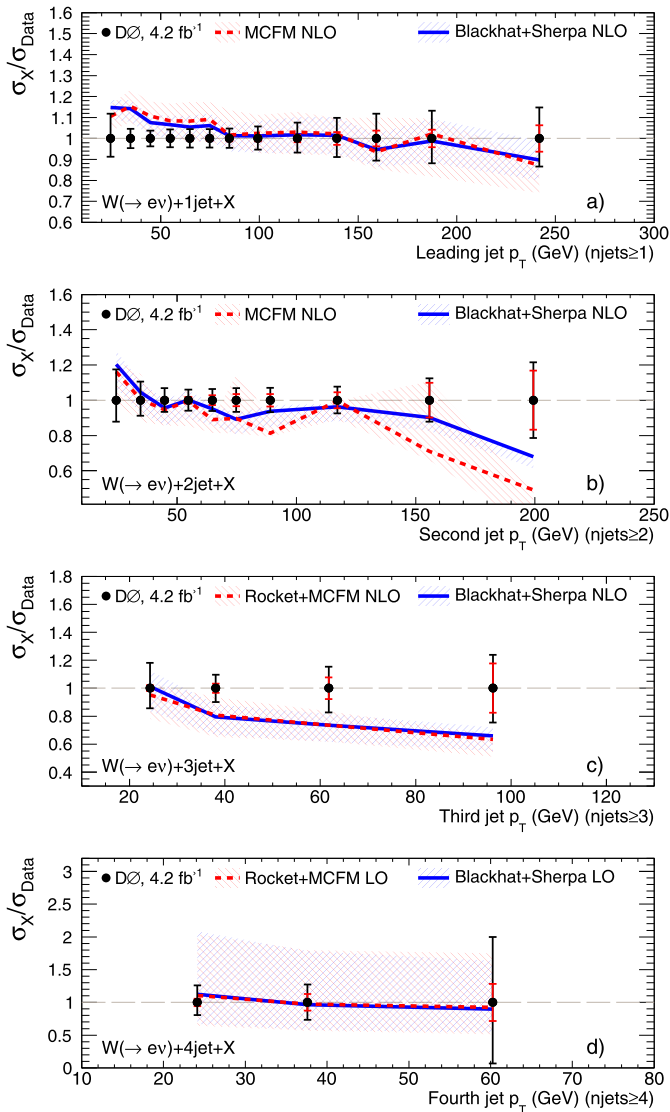 σX/σData
1.6
1.5
1.4
1.3
1.2
1.1
1
0.9
0.8
0.7
0.6
DØ, 4.2 fb-1 MCFM NLO Blackhat+Sherpa NLO
W(→ eν)+1jet+X a)
50 100 150 200 250 300
Leading jet pT (GeV) (njets≥1)
σX/σData
1.6
1.4
1.2
1
0.8
0.6
DØ, 4.2 fb-1 MCFM NLO Blackhat+Sherpa NLO
W(→ eν)+2jet+X b)
50 100 150 200 250
Second jet pT (GeV) (njets≥2)
σX/σData
1.8
1.6
1.4
1.2
1
0.8
0.6
0.4
DØ, 4.2 fb-1 Rocket+MCFM NLO Blackhat+Sherpa NLO
W(→ eν)+3jet+X c)
20 40 60 80 100 120
Third jet pT (GeV) (njets≥3)
σX/σData
3
2.5
2
1.5
1
0.5
0
DØ, 4.2 fb-1 Rocket+MCFM LO Blackhat+Sherpa LO
W(→ eν)+4jet+X d)
10 20 30 40 50 60 70 80
Fourth jet pT (GeV) (njets≥4)